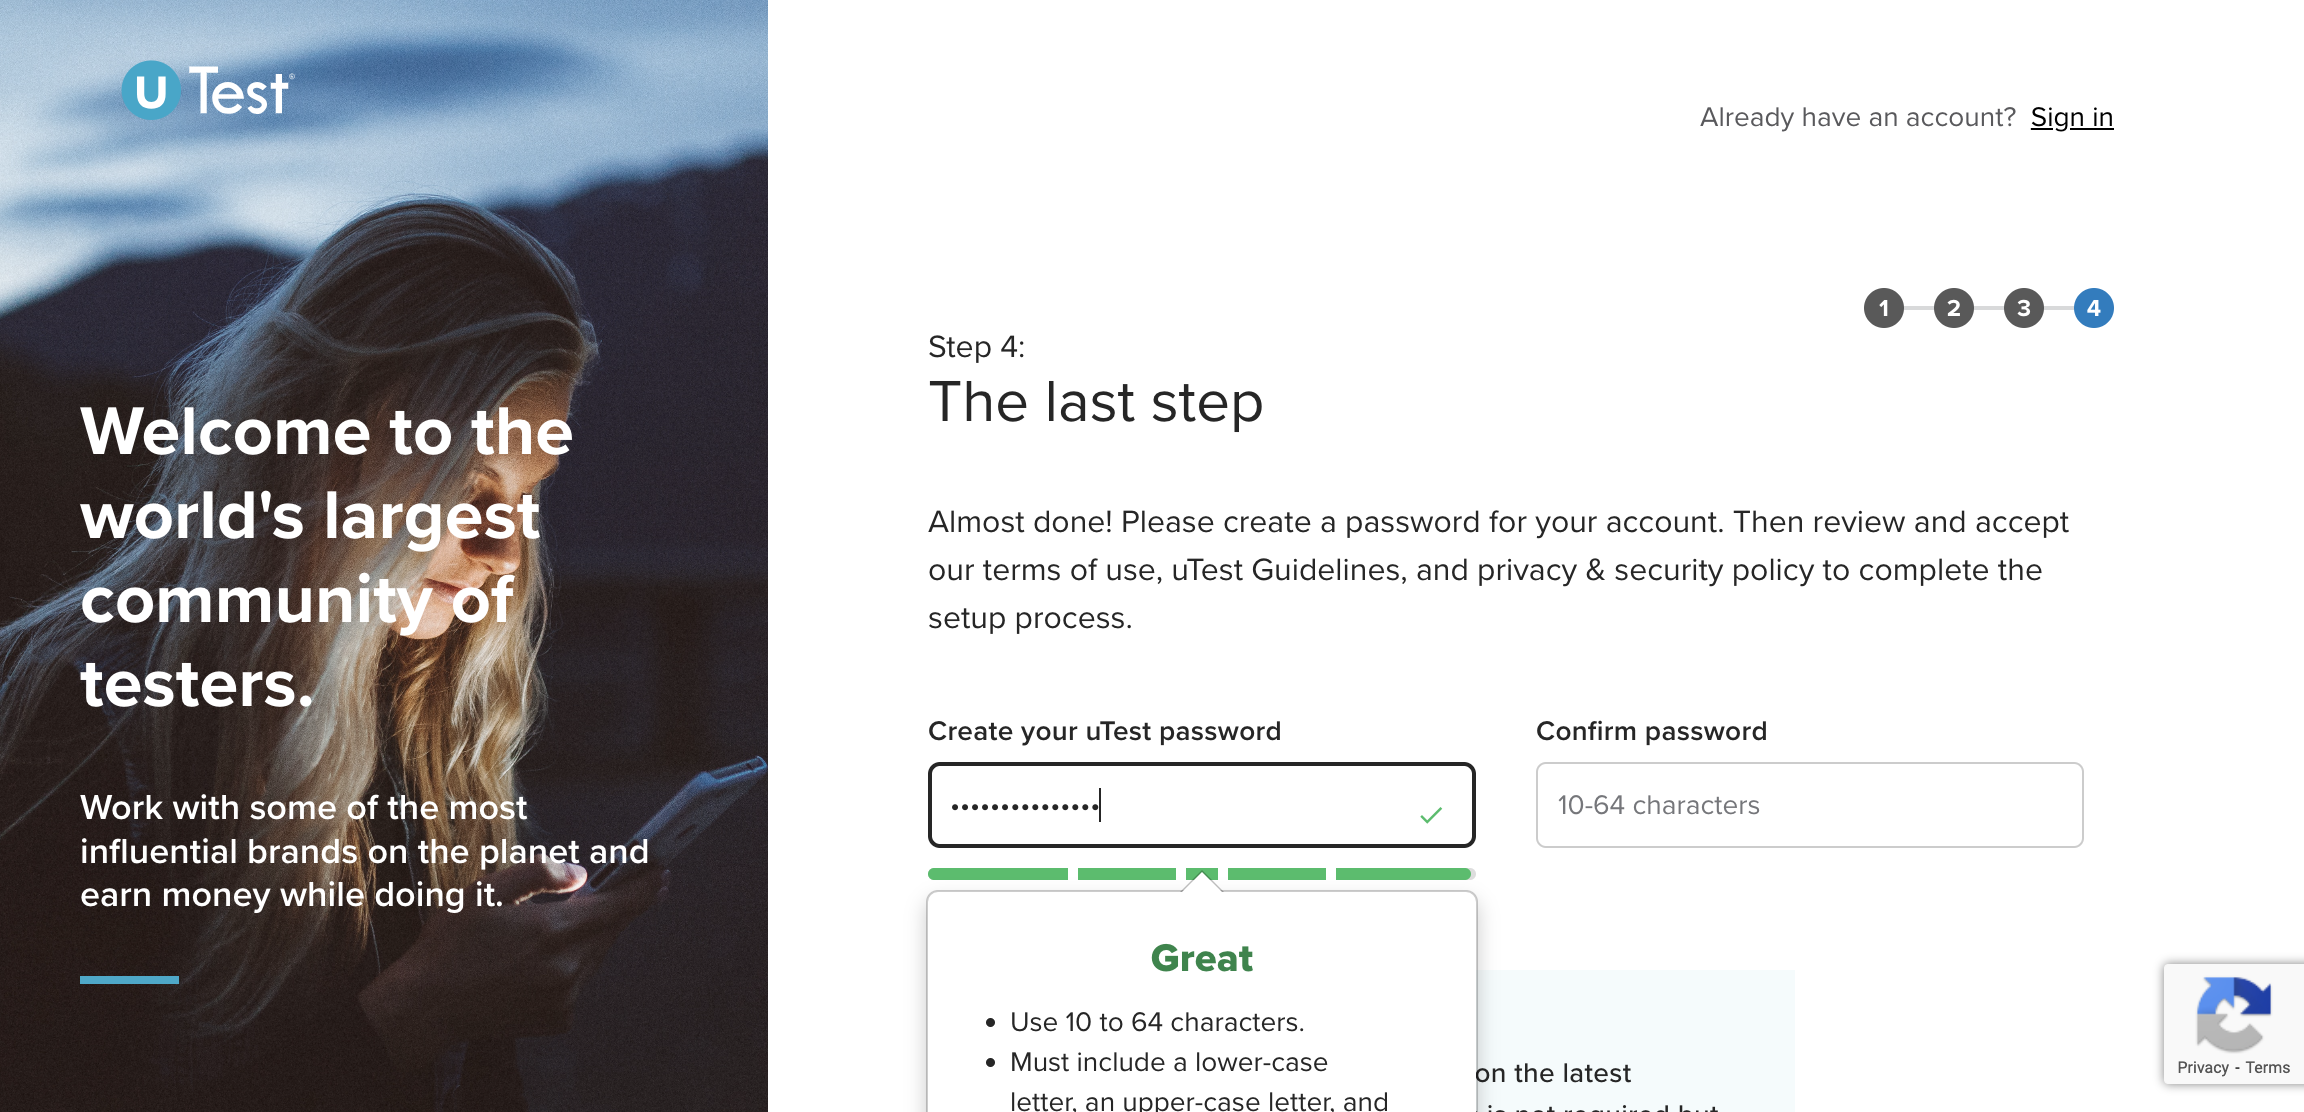 U Test®
Already have an account? Sign in
1 2 3 4
Step 4:
The last step
Welcome to the
world's largest
community of
testers.
Work with some of the most
influential brands on the planet and
earn money while doing it.
Almost done! Please create a password for your account. Then review and accept
our terms of use, uTest Guidelines, and privacy & security policy to complete the
setup process.
Create your uTest password
Confirm password
•••••••••••••••
10-64 characters
Great
• Use 10 to 64 characters.
• Must include a lower-case
letter, an upper-case letter, and
on the latest
is not required but
Privacy - Terms